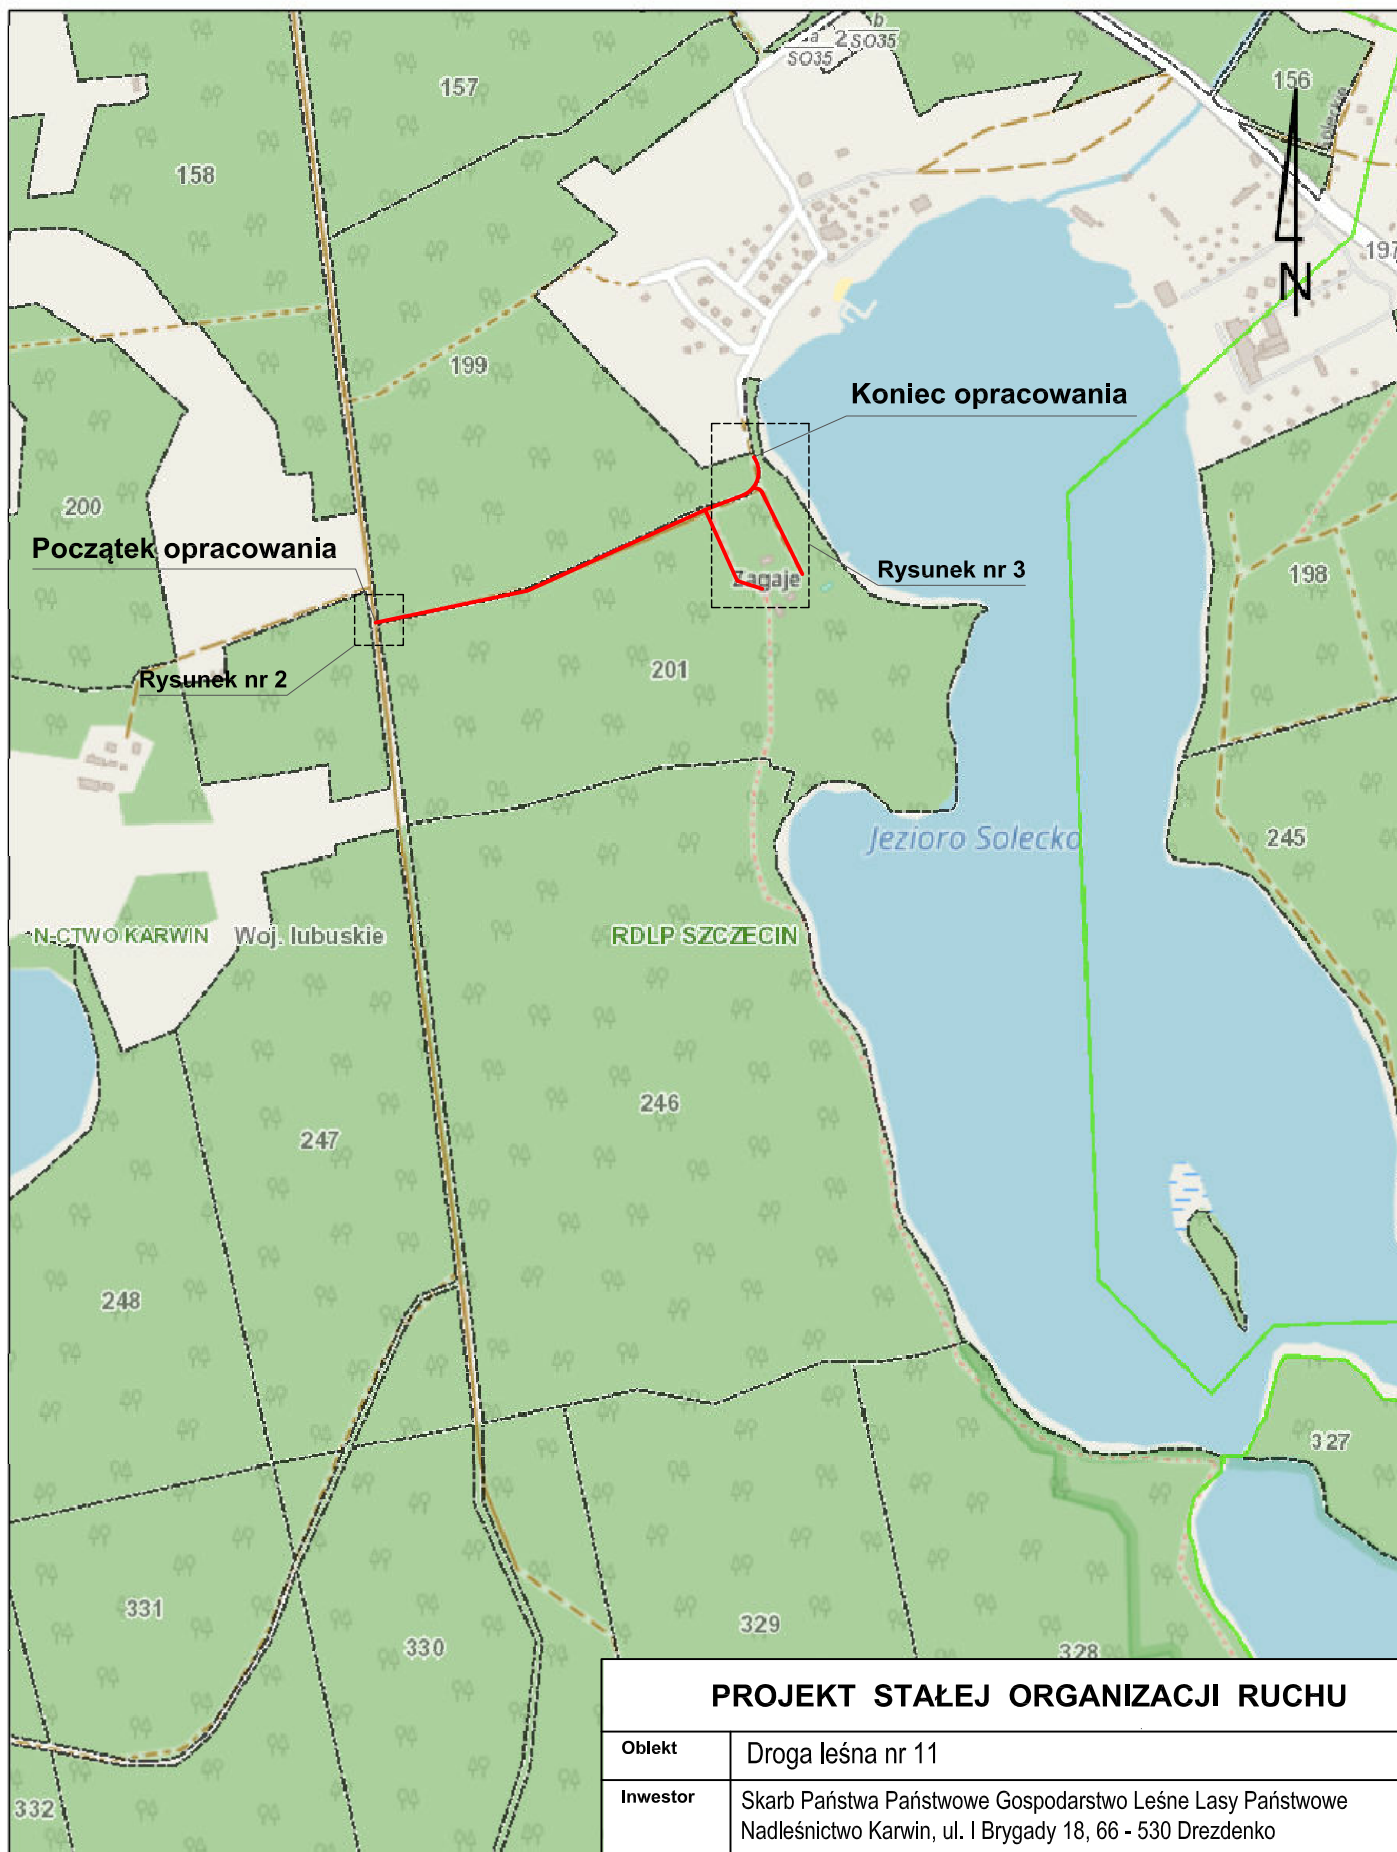 b
a
2
SO35
SO35
157
156
158
197
N
199
Koniec opracowania
200
Początek opracowania
Rysunek nr 3
Zagaje
198
201
Rysunek nr 2
Jezioro Solecko
245
N-CTWO KARWIN
Woj. lubuskie
RDLP SZCZECIN
246
247
248
327
331
330
329
328
332
PROJEKT STAŁEJ ORGANIZACJI RUCHU
Obiekt
Droga leśna nr 11
Inwestor
Skarb Państwa Państwowe Gospodarstwo Leśne Lasy Państwowe
Nadleśnictwo Karwin, ul. I Brygady 18, 66 - 530 Drezdenko